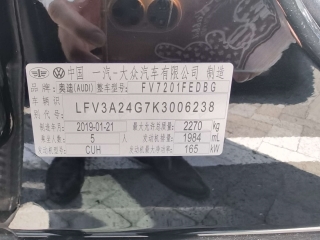 中国 一汽-大众汽车有限公司 制造
品牌 奥迪(AUDI) 整车型号 FV7201FEDBG
车辆识别代号 LFV3A24G7K3006238
制造年月 2019-01-21 最大允许总质量 2270 kg
乘坐人数 5 人 发动机排量 1984 mL
发动机型号 CUH 发动机最大净功率 165 kW